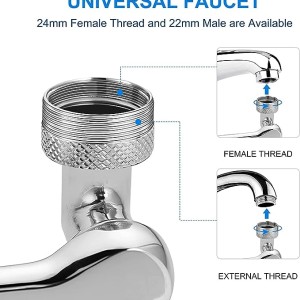 UNIVERSAL FAUCET
24mm Female Thread and 22mm Male are Available
FEMALE THREAD
EXTERNAL THREAD